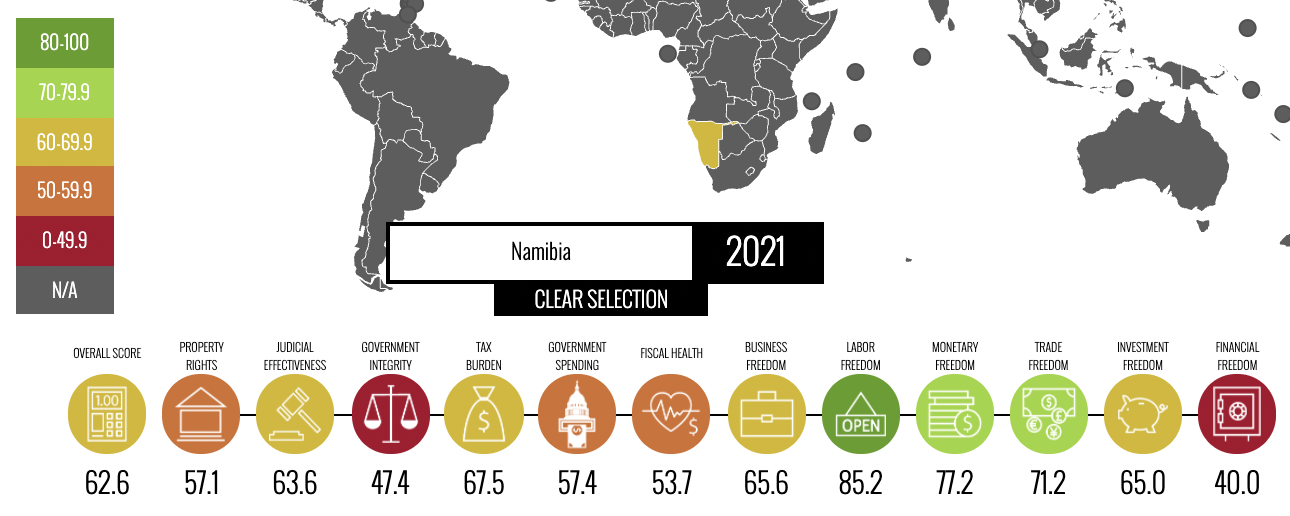 80-100
70-79.9
60-69.9
50-59.9
0-49.9
N/A
Namibia
2021
CLEAR SELECTION
OVERALL SCORE
PROPERTY
RIGHTS
JUDICIAL
EFFECTIVENESS
GOVERNMENT
INTEGRITY
TAX
BURDEN
GOVERNMENT
SPENDING
FISCAL HEALTH
BUSINESS
FREEDOM
LABOR
FREEDOM
MONETARY
FREEDOM
TRADE
FREEDOM
INVESTMENT
FREEDOM
FINANCIAL
FREEDOM
1.00
$
$
$
OPEN
$
$
€
£
¥
62.6
57.1
63.6
47.4
67.5
57.4
53.7
65.6
85.2
77.2
71.2
65.0
40.0